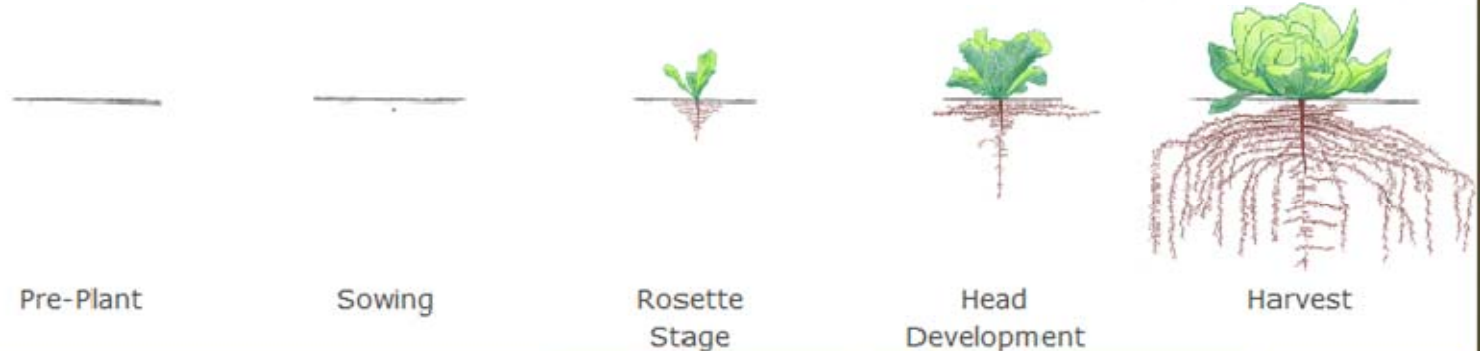 Pre-Plant
Sowing
Rosette
Stage
Head
Development
Harvest